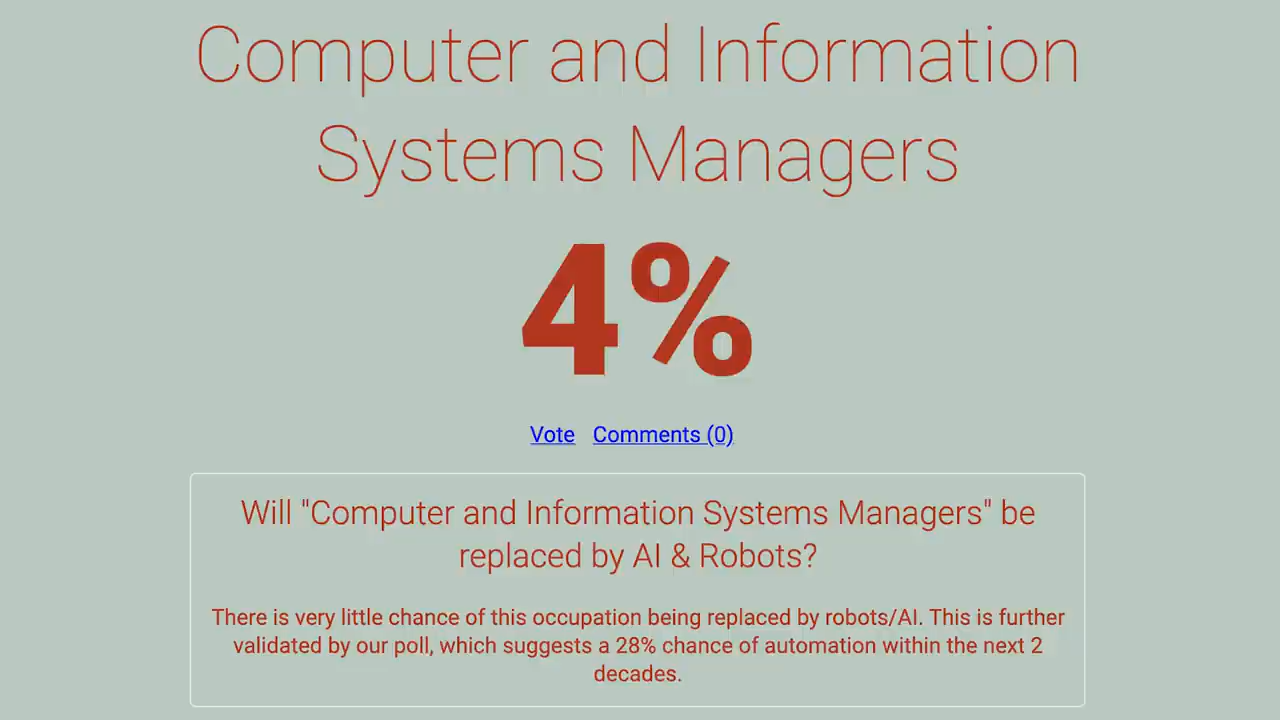 Computer and Information
Systems Managers
4%
Vote Comments (0)
Will "Computer and Information Systems Managers" be
replaced by AI & Robots?
There is very little chance of this occupation being replaced by robots/AI. This is further
validated by our poll, which suggests a 28% chance of automation within the next 2
decades.